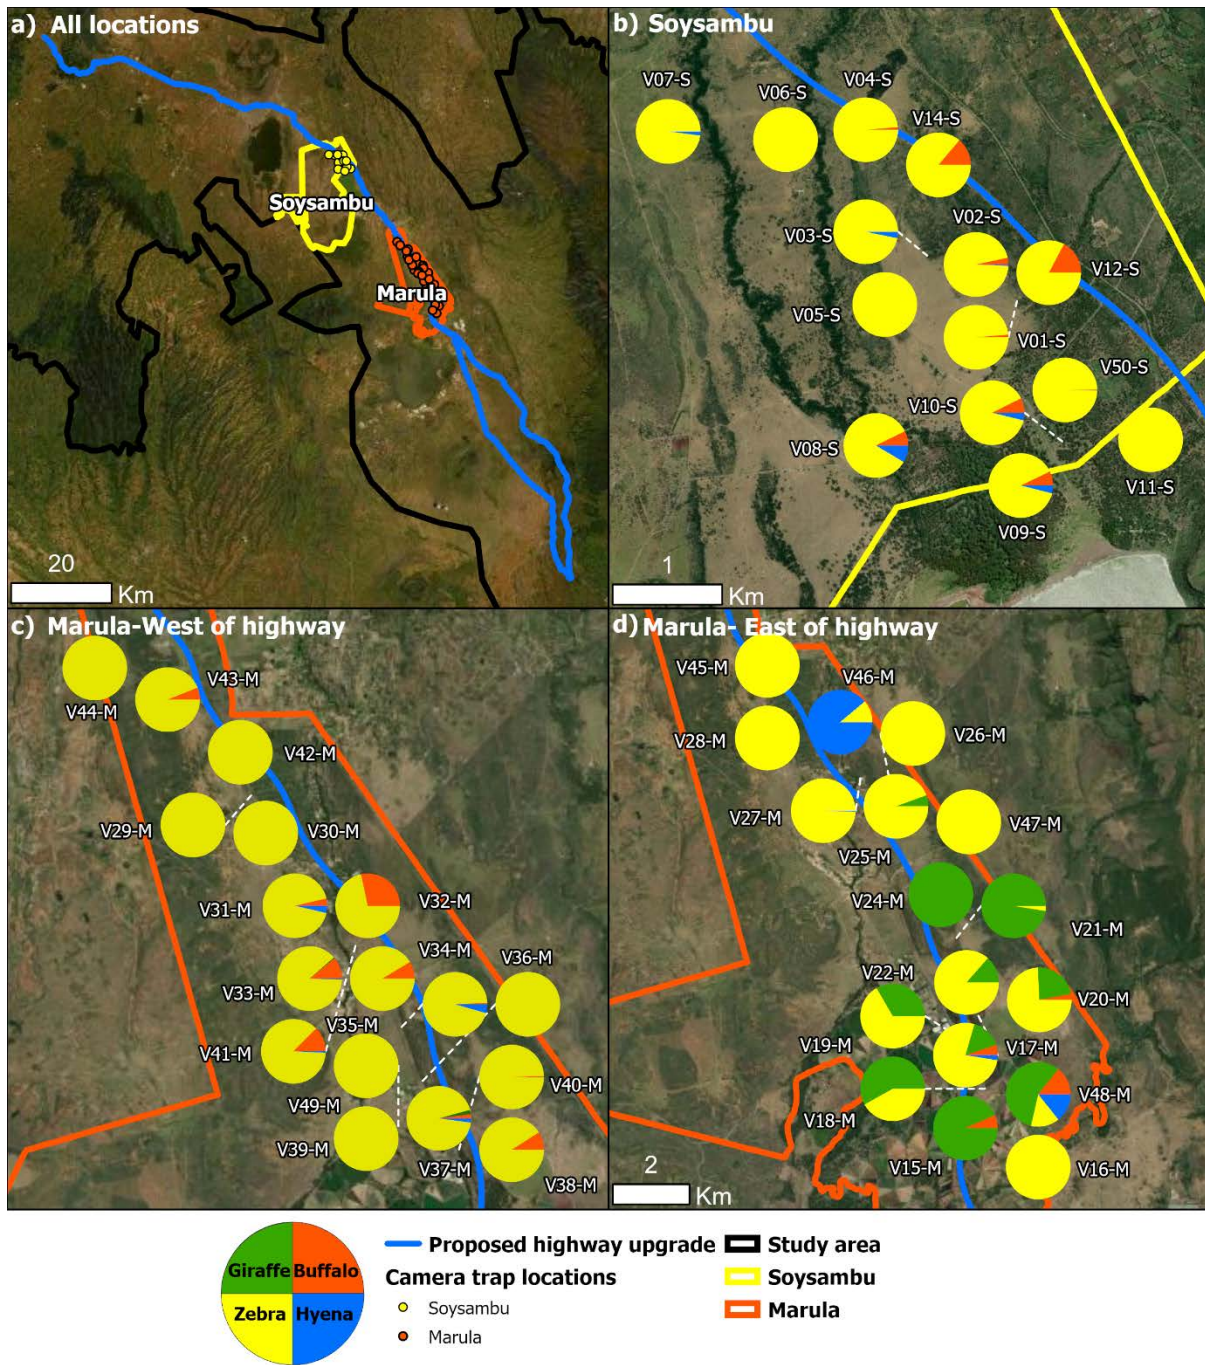 a) All locations
Soysambu
Marula
20
Km
b) Soysambu
V07-S
V06-S
V04-S
V14-S
V03-S
V02-S
V12-S
V05-S
V01-S
V50-S
V10-S
V08-S
V11-S
V09-S
1
Km
c) Marula-West of highway
V43-M
V44-M
V42-M
V29-M
V30-M
V31-M
V32-M
V34-M
V36-M
V33-M
V35-M
V41-M
V49-M
V40-M
V39-M
V37-M
V38-M
d) Marula- East of highway
V45-M
V46-M
V28-M
V26-M
V27-M
V47-M
V25-M
V24-M
V21-M
V22-M
V20-M
V19-M
V17-M
V48-M
V18-M
V15-M
V16-M
2
Km
Giraffe Buffalo
Zebra Hyena
Proposed highway upgrade
Camera trap locations
Soysambu
Marula
Study area
Soysambu
Marula